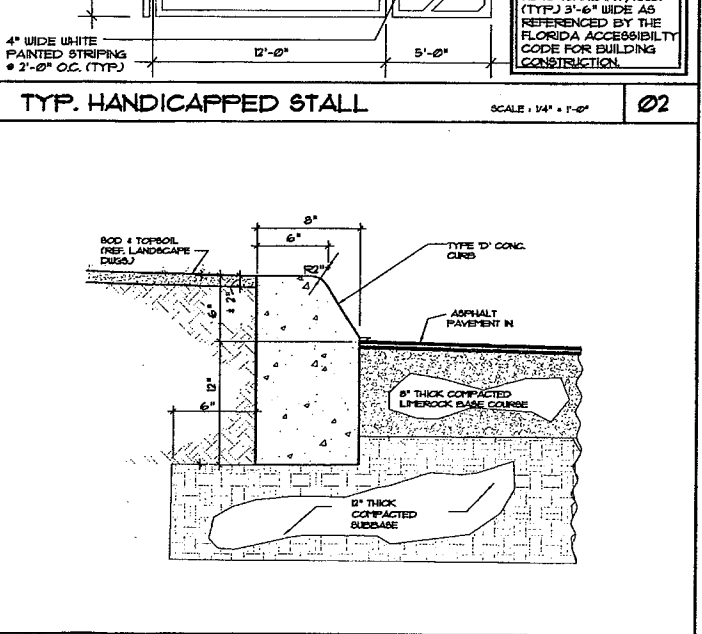 (TYP.) 3'-6" WIDE AS
REFERENCED BY THE
FLORIDA ACCESSIBILTY
CODE FOR BUILDING
CONSTRUCTION.
4" WIDE WHITE
PAINTED STRIPING
@ 2'-0" O.C. (TYP.)
12'-0"
5'-0"
TYP. HANDICAPPED STALL
SCALE : 1/4" = 1'-0"
02
8"
6"
SOD & TOPSOIL
(REF. LANDSCAPE
DWGS.)
R2"
TYPE 'D' CONC.
CURB
6"
± 2"
ASPHALT
PAVEMENT IN
12"
6"
8" THICK COMPACTED
LIMEROCK BASE COURSE
12" THICK
COMPACTED
SUBBASE